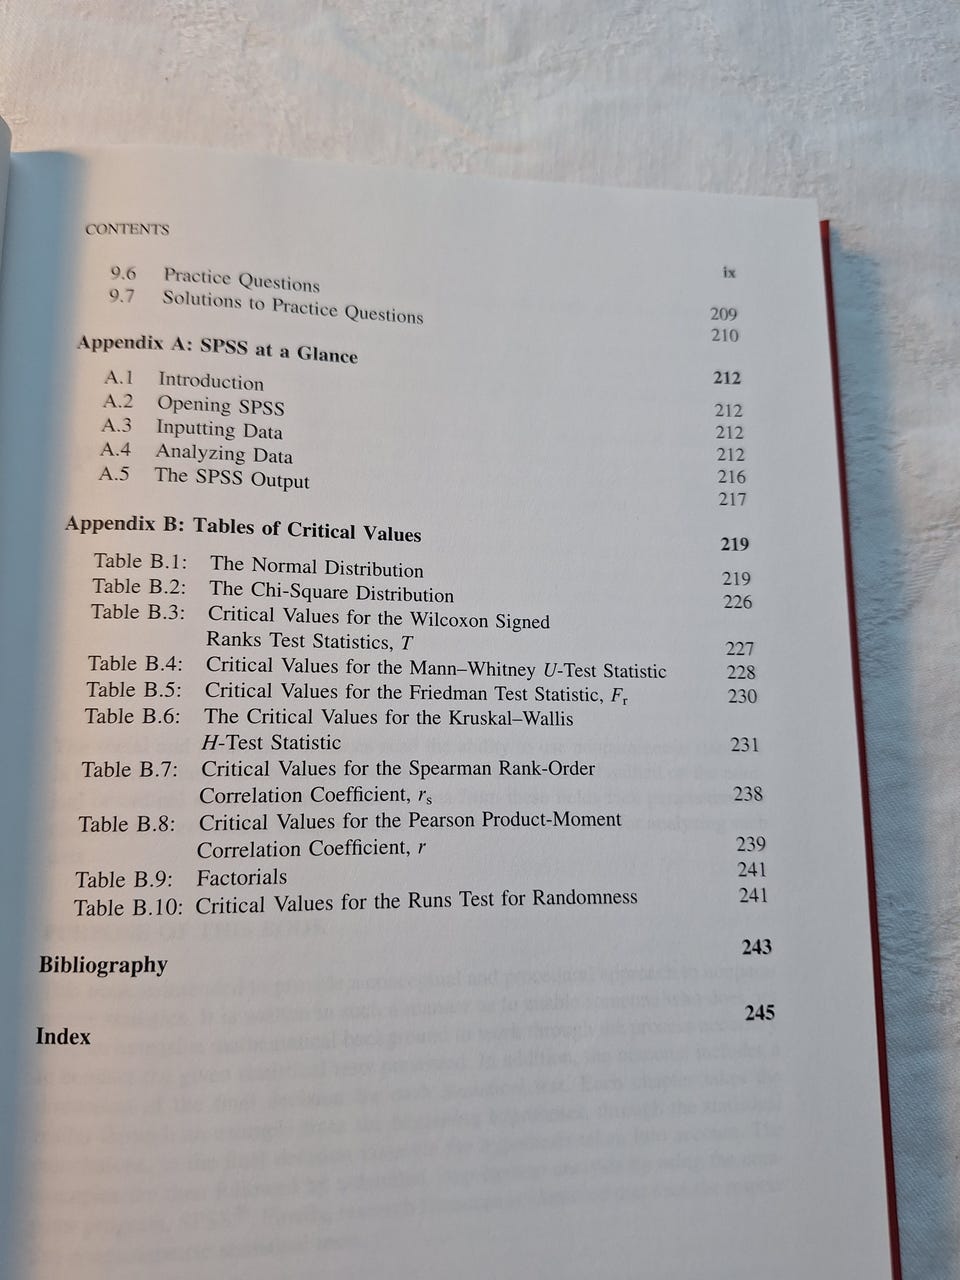 CONTENTS ix
9.6 Practice Questions 209
9.7 Solutions to Practice Questions 210
Appendix A: SPSS at a Glance 212
A.1 Introduction 212
A.2 Opening SPSS 212
A.3 Inputting Data 212
A.4 Analyzing Data 216
A.5 The SPSS Output 217
Appendix B: Tables of Critical Values 219
Table B.1: The Normal Distribution 219
Table B.2: The Chi-Square Distribution 226
Table B.3: Critical Values for the Wilcoxon Signed
Ranks Test Statistics, T 227
Table B.4: Critical Values for the Mann–Whitney U-Test Statistic 228
Table B.5: Critical Values for the Friedman Test Statistic, Fr 230
Table B.6: The Critical Values for the Kruskal–Wallis
H-Test Statistic 231
Table B.7: Critical Values for the Spearman Rank-Order
Correlation Coefficient, rs 238
Table B.8: Critical Values for the Pearson Product-Moment
Correlation Coefficient, r 239
Table B.9: Factorials 241
Table B.10: Critical Values for the Runs Test for Randomness 241
Bibliography 243
Index 245